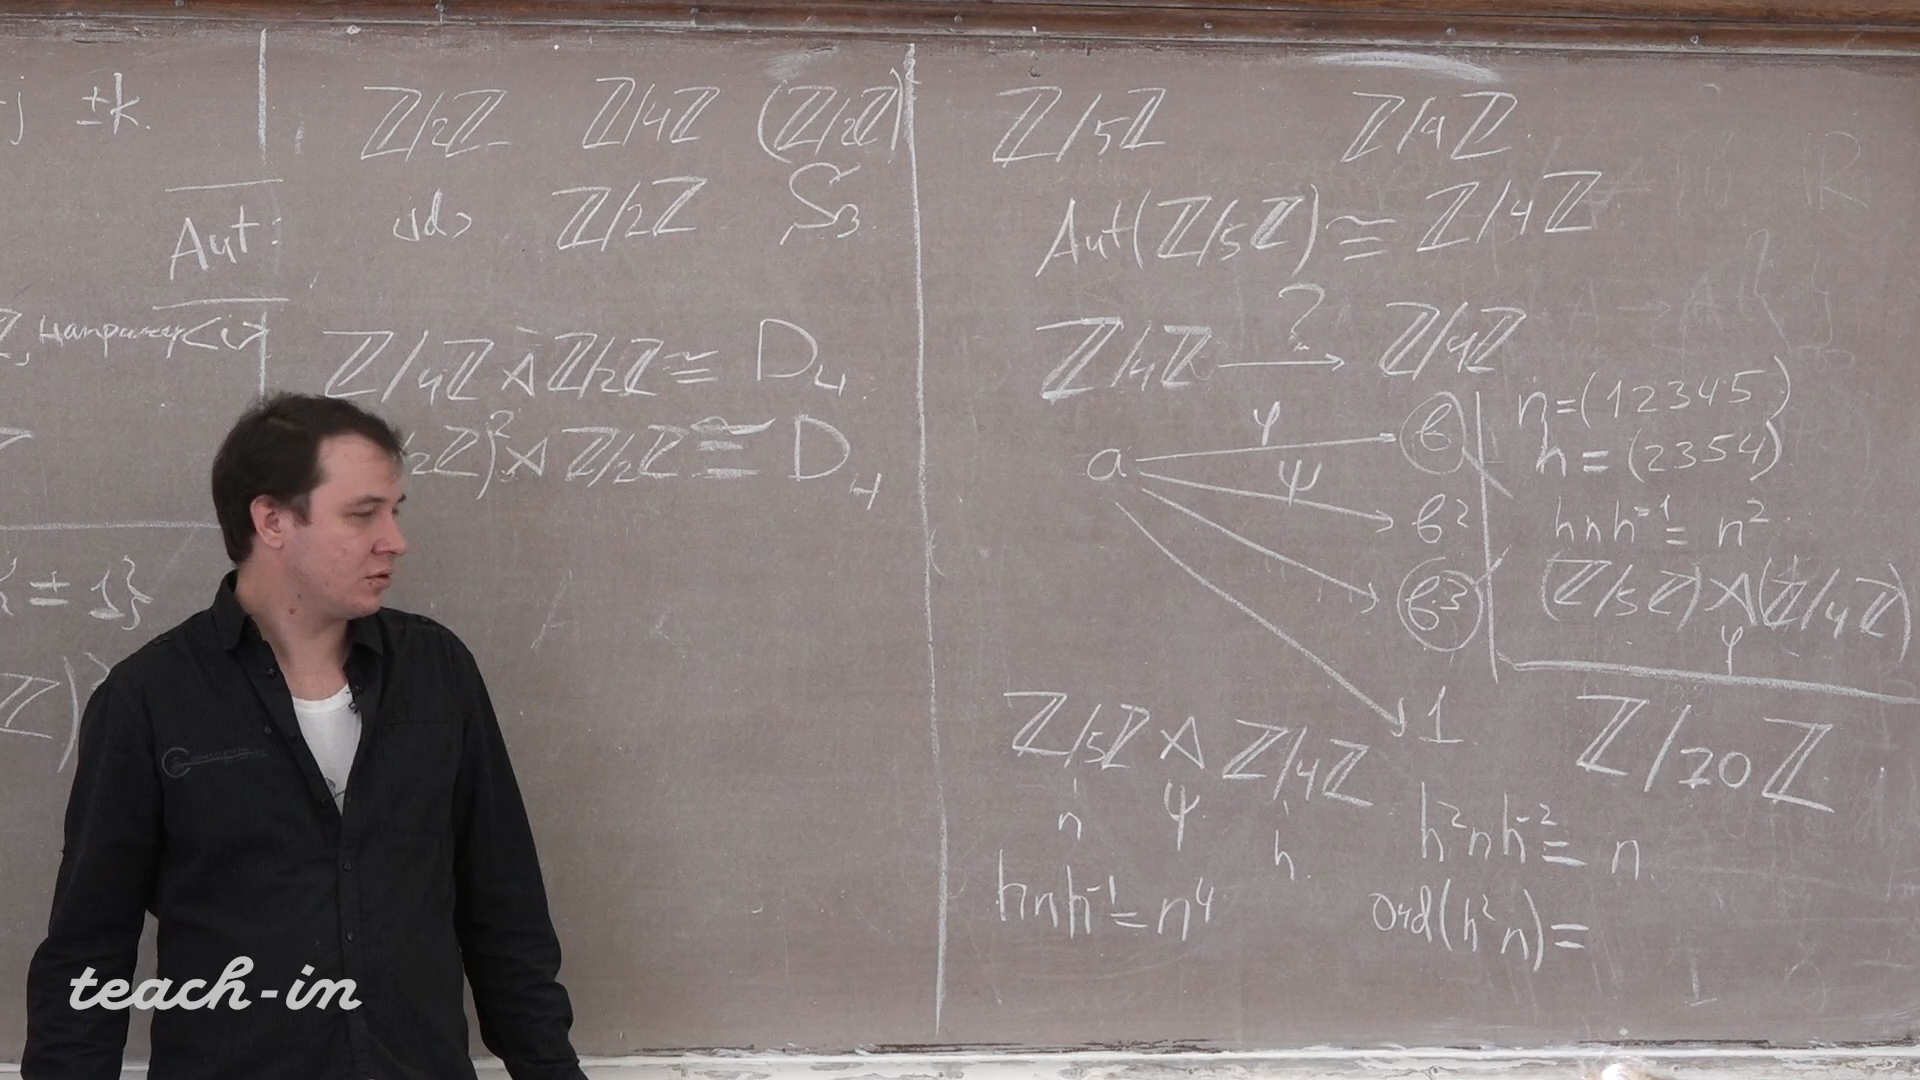 j ±k.
ℤ/2ℤ ℤ/4ℤ (ℤ/2ℤ)
Aut: id ℤ/2ℤ S₃
например <i>
ℤ/4ℤ ⋊ ℤ/2ℤ ≅ D₄
2ℤ)² ⋊ ℤ/2ℤ ≅ D₄
{±1}
ℤ)
ℤ/5ℤ ℤ/4ℤ
Aut(ℤ/5ℤ) ≅ ℤ/4ℤ
?
ℤ/4ℤ → ℤ/4ℤ
a φ b
ψ b²
b³
1
n=(12345)
h=(2354)
hnh⁻¹= n²
(ℤ/5ℤ) ⋊ (ℤ/4ℤ)
φ
ℤ/5ℤ ⋊ ℤ/4ℤ
n ψ h
hnh⁻¹= n⁴
ℤ/20ℤ
h²nh⁻²= n
ord(h²n)=
teach-in